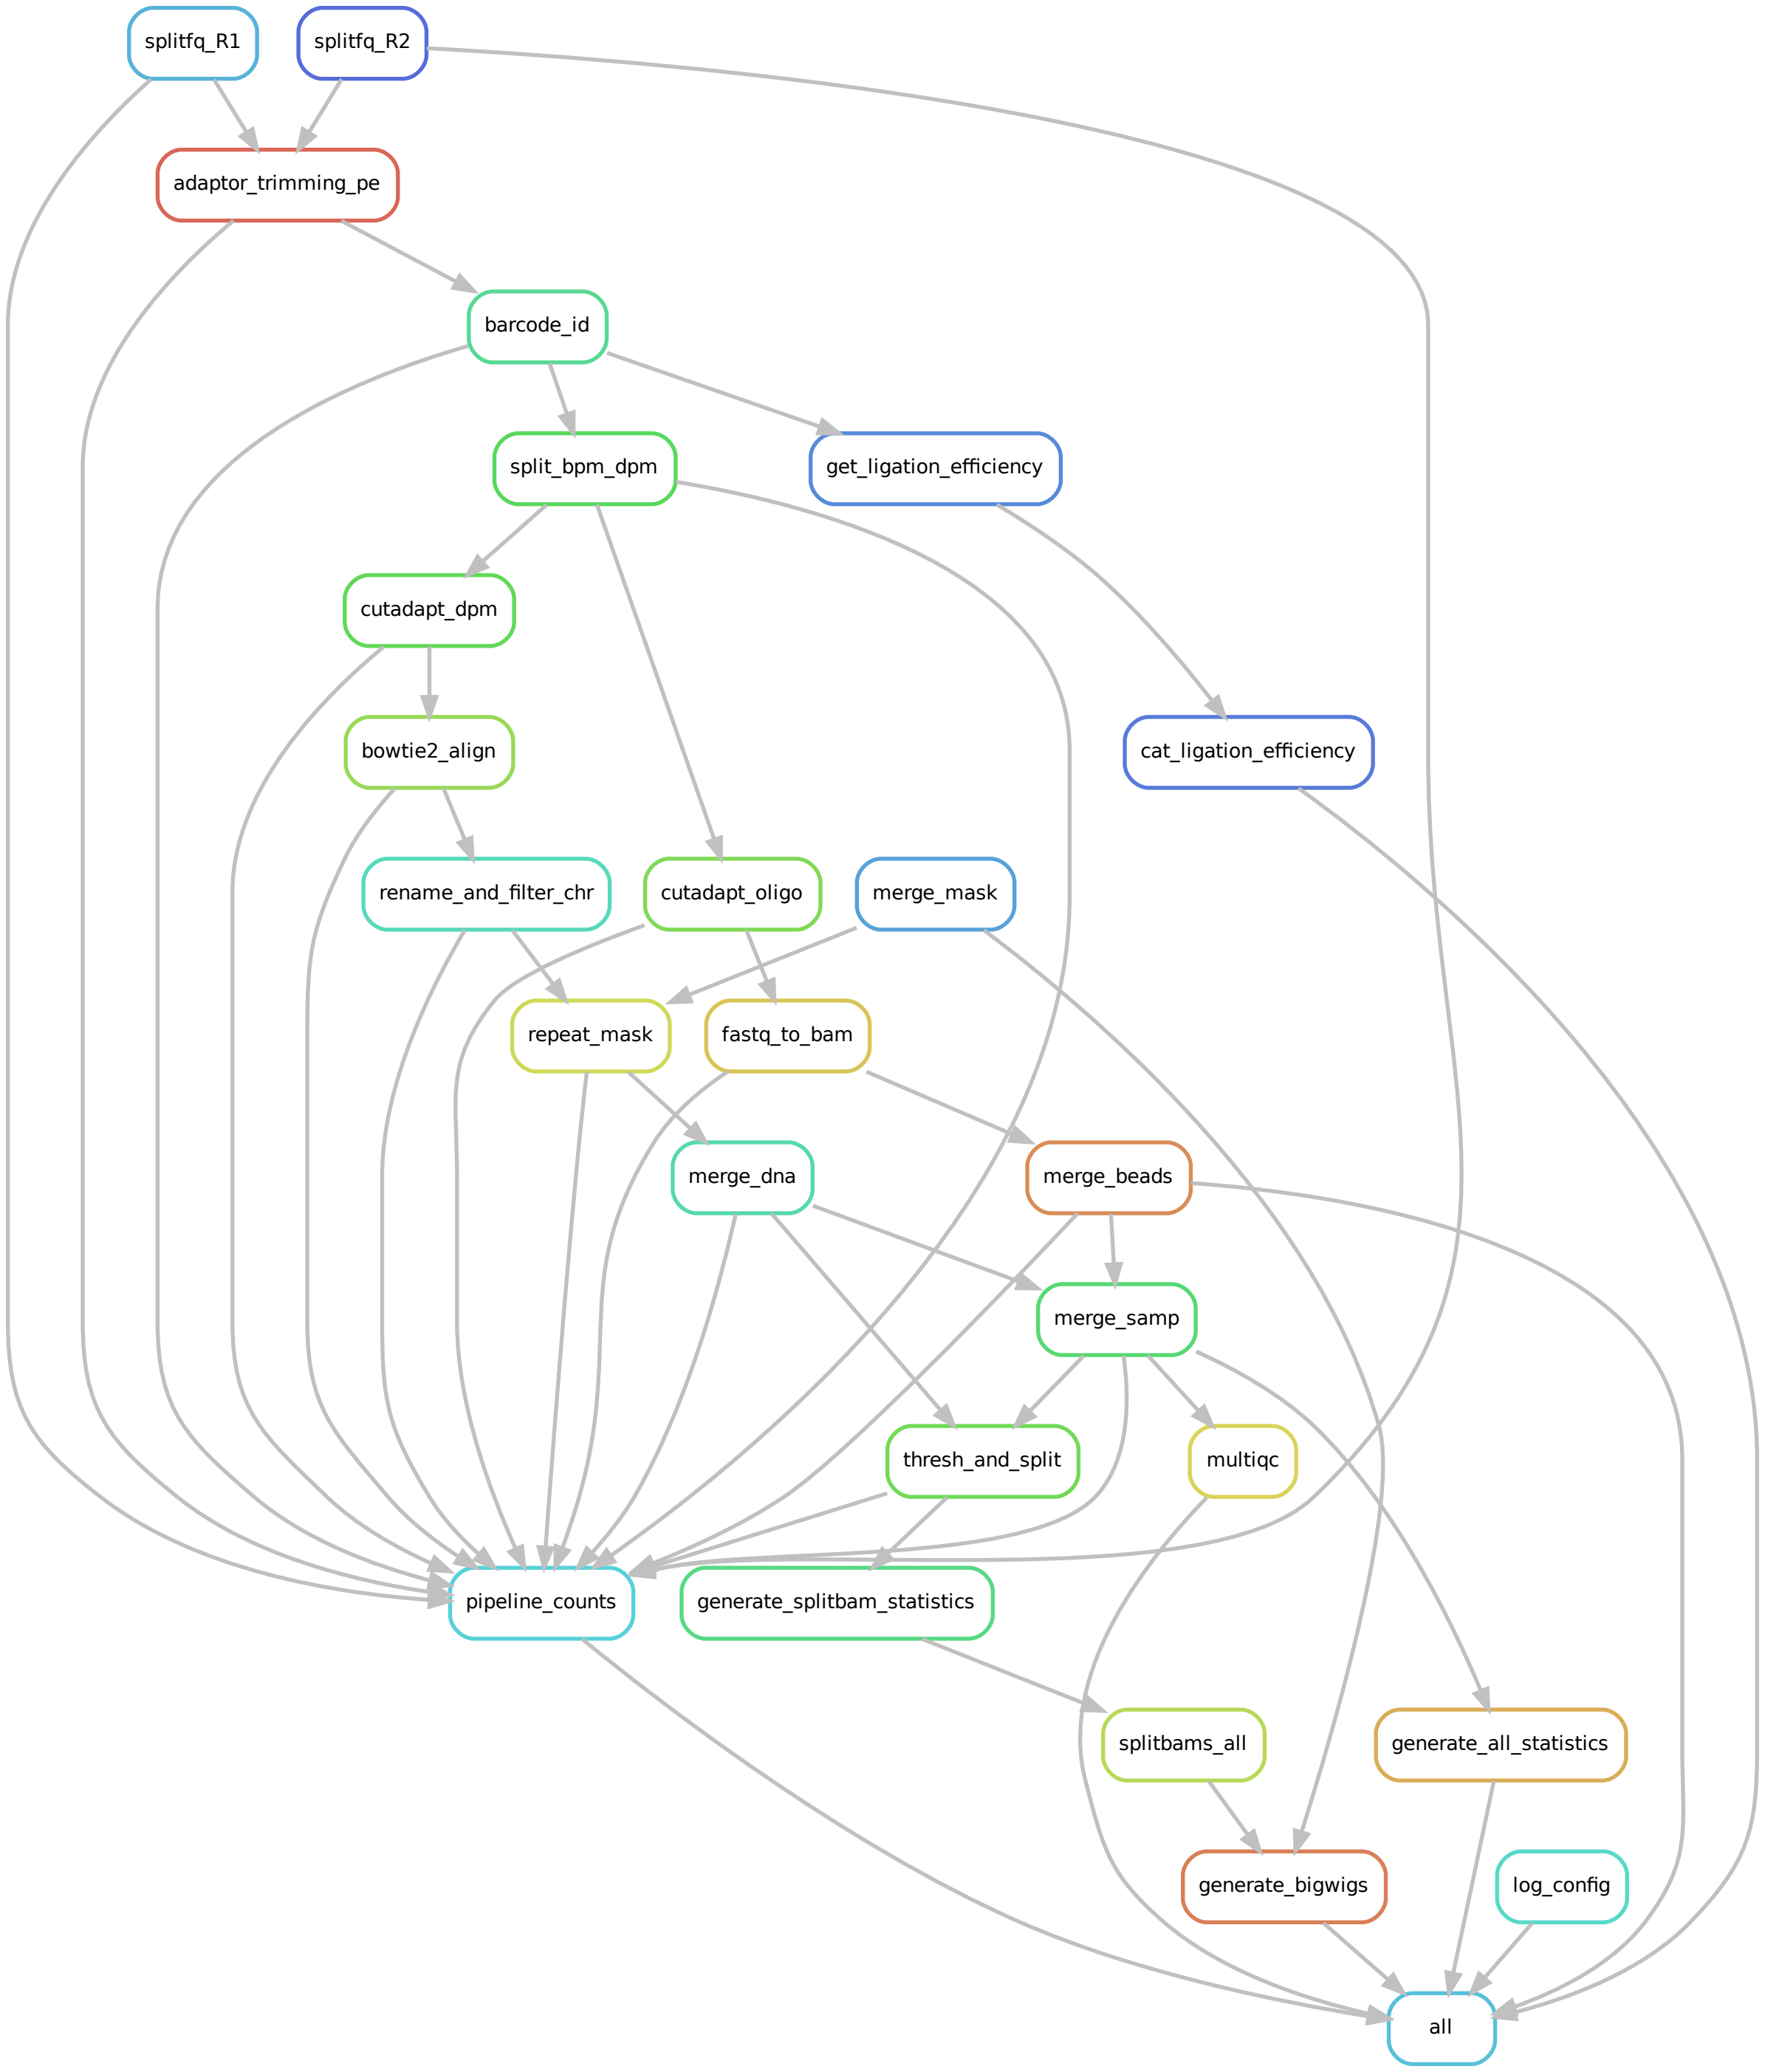 splitfq_R1
splitfq_R2
adaptor_trimming_pe
barcode_id
split_bpm_dpm
get_ligation_efficiency
cutadapt_dpm
bowtie2_align
cat_ligation_efficiency
rename_and_filter_chr
cutadapt_oligo
merge_mask
repeat_mask
fastq_to_bam
merge_dna
merge_beads
merge_samp
thresh_and_split
multiqc
pipeline_counts
generate_splitbam_statistics
splitbams_all
generate_all_statistics
generate_bigwigs
log_config
all